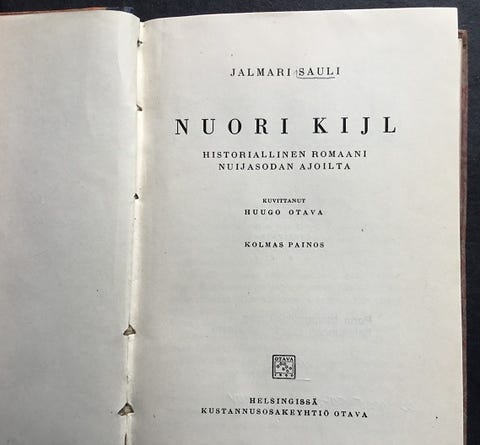 JALMARI SAULI
NUORI KIJL
HISTORIALLINEN ROMAANI
NUIJASODAN AJOILTA
KUVITTANUT
HUUGO OTAVA
KOLMAS PAINOS
OTAVA
HELSINGISSÄ
KUSTANNUSOSAKEYHTIÖ OTAVA